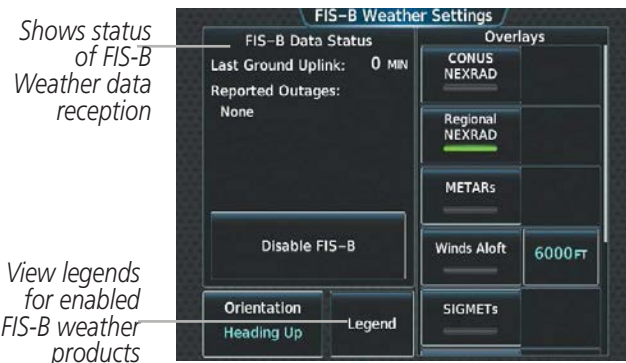 FIS-B Weather Settings
Shows status
of FIS-B
Weather data
reception
FIS-B Data Status
Last Ground Uplink: 0 MIN
Reported Outages:
None
Disable FIS-B
View legends
for enabled
FIS-B weather
products
Orientation
Heading Up
Legend
Overlays
CONUS
NEXRAD
Regional
NEXRAD
METARs
Winds Aloft
6000FT
SIGMETs